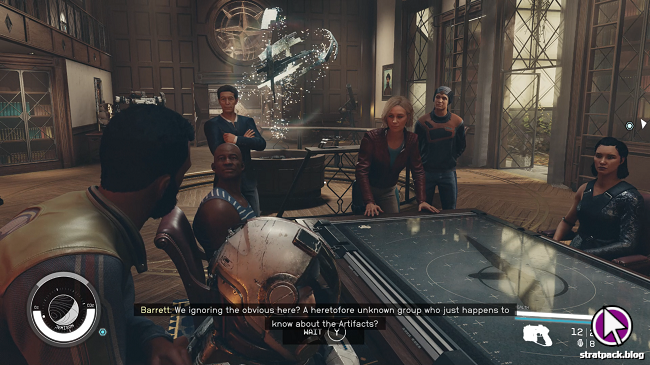 Barrett: We ignoring the obvious here? A heretofore unknown group who just happens to
know about the Artifacts?
WAIT Y
12
8
stratpack.blog